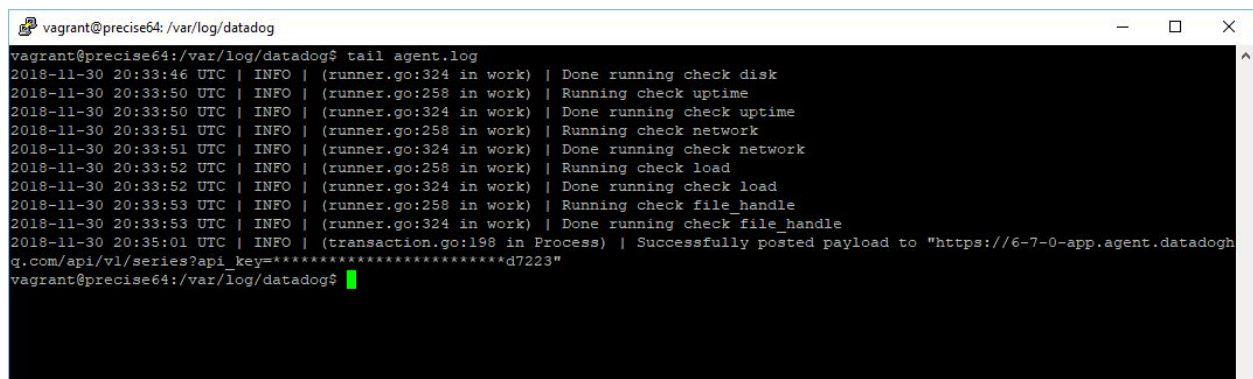 vagrant@precise64: /var/log/datadog
vagrant@precise64:/var/log/datadog$ tail agent.log
2018-11-30 20:33:46 UTC | INFO | (runner.go:324 in work) | Done running check disk
2018-11-30 20:33:50 UTC | INFO | (runner.go:258 in work) | Running check uptime
2018-11-30 20:33:50 UTC | INFO | (runner.go:324 in work) | Done running check uptime
2018-11-30 20:33:51 UTC | INFO | (runner.go:258 in work) | Running check network
2018-11-30 20:33:51 UTC | INFO | (runner.go:324 in work) | Done running check network
2018-11-30 20:33:52 UTC | INFO | (runner.go:258 in work) | Running check load
2018-11-30 20:33:52 UTC | INFO | (runner.go:324 in work) | Done running check load
2018-11-30 20:33:53 UTC | INFO | (runner.go:258 in work) | Running check file_handle
2018-11-30 20:33:53 UTC | INFO | (runner.go:324 in work) | Done running check file_handle
2018-11-30 20:35:01 UTC | INFO | (transaction.go:198 in Process) | Successfully posted payload to "https://6-7-0-app.agent.datadogh
q.com/api/v1/series?api_key=*************************d7223"
vagrant@precise64:/var/log/datadog$